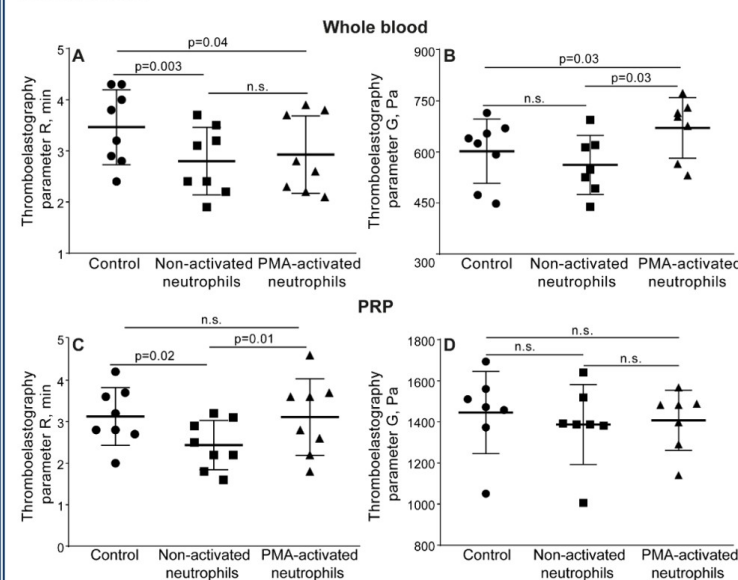 Whole blood
A
p=0.04
p=0.003
n.s.
5
4
3
2
1
Thromboelastography
parameter R, min
Control
Non-activated
neutrophils
PMA-activated
neutrophils
B
p=0.03
p=0.03
n.s.
900
750
600
450
300
Thromboelastography
parameter G, Pa
Control
Non-activated
neutrophils
PMA-activated
neutrophils
PRP
C
n.s.
p=0.01
p=0.02
5
4
3
2
1
0
Thromboelastography
parameter R, min
Control
Non-activated
neutrophils
PMA-activated
neutrophils
D
n.s.
n.s.
n.s.
1800
1600
1400
1200
1000
800
Thromboelastography
parameter G, Pa
Control
Non-activated
neutrophils
PMA-activated
neutrophils